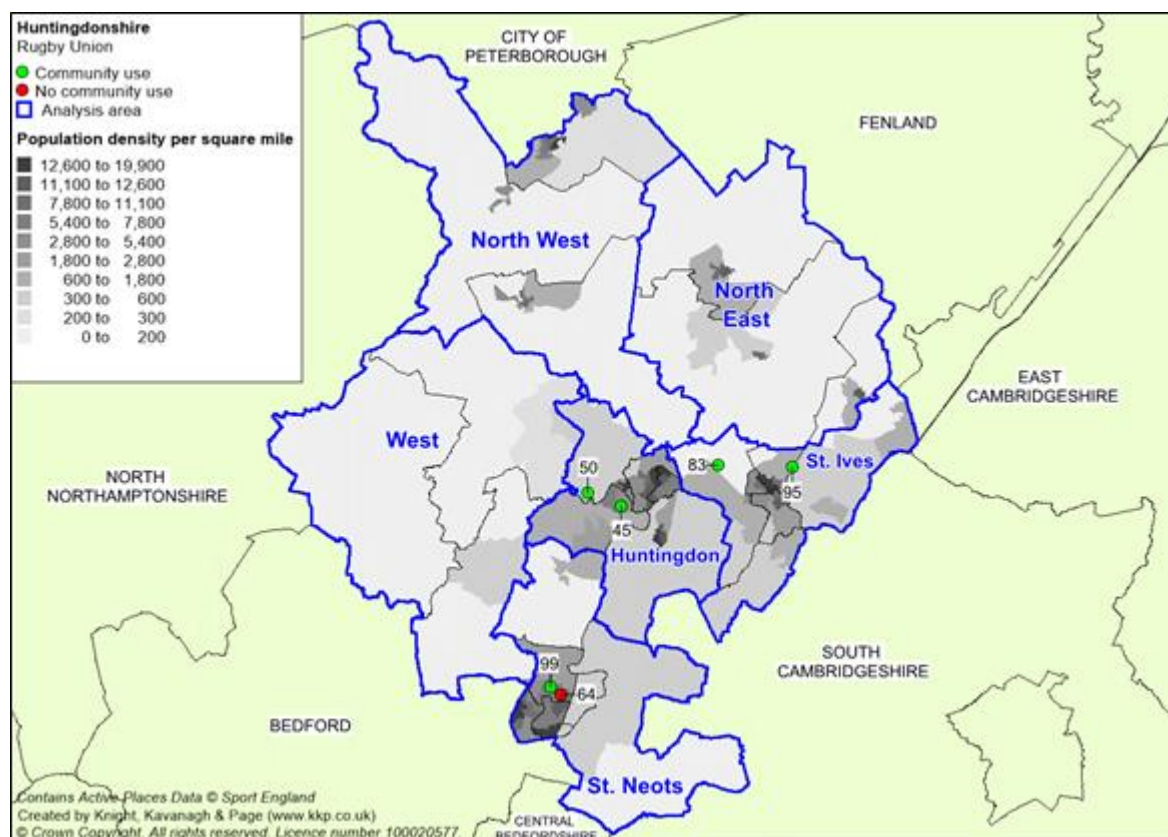 Huntingdonshire
Rugby Union
Community use
No community use
Analysis area
Population density per square mile
12,600 to 19,900
11,100 to 12,600
7,800 to 11,100
5,400 to 7,800
2,800 to 5,400
1,800 to 2,800
600 to 1,800
300 to 600
200 to 300
0 to 200
CITY OF
PETERBOROUGH
FENLAND
North West
North
East
EAST
CAMBRIDGESHIRE
West
NORTH
NORTHAMPTONSHIRE
50
83
St. Ives
95
45
Huntingdon
SOUTH
CAMBRIDGESHIRE
99
64
BEDFORD
St. Neots
CENTRAL
BEDFORDSHIRE
Contains Active Places Data © Sport England
Created by Knight, Kavanagh & Page (www.kkp.co.uk)
© Crown Copyright. All rights reserved. Licence number 100020577.